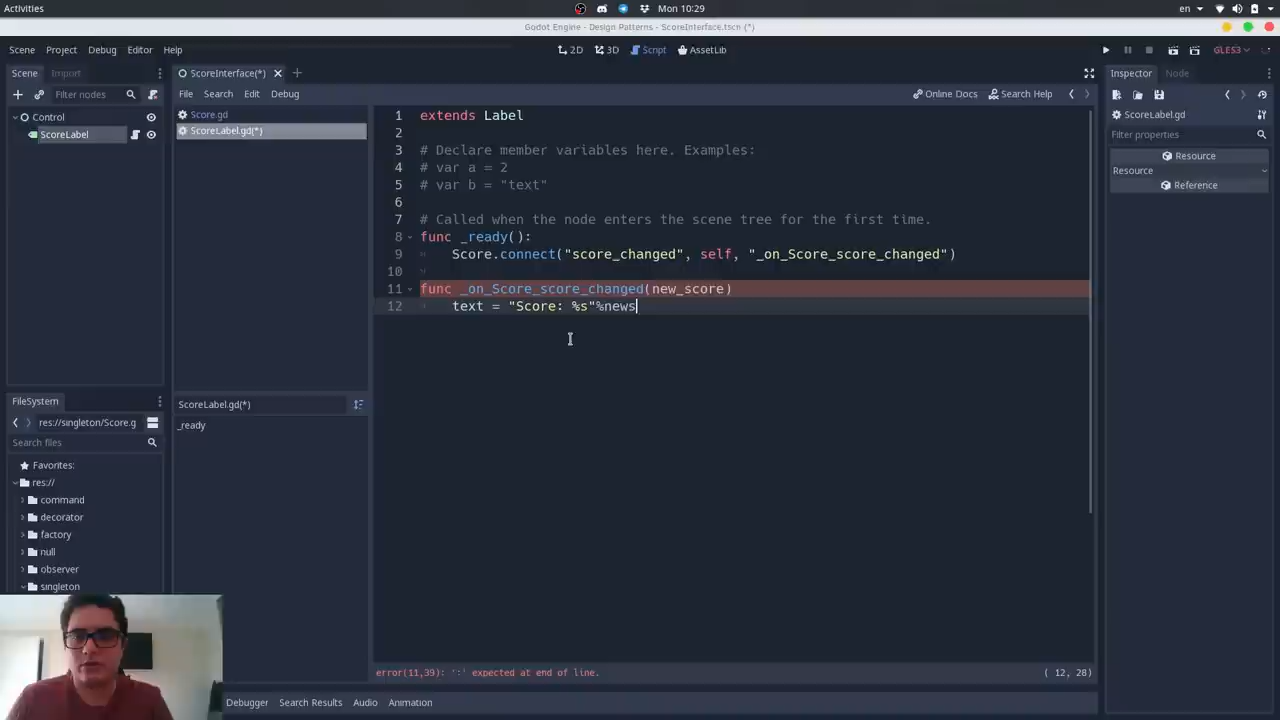 Activities
Mon 10:29
en
Godot Engine - Design Patterns - ScoreInterface.tscn (*)
Scene Project Debug Editor Help
2D 3D Script AssetLib
GLES3
Scene Import
ScoreInterface(*)
Inspector Node
Filter nodes
File Search Edit Debug
Online Docs Search Help
Control
ScoreLabel
Score.gd
ScoreLabel.gd(*)
ScoreLabel.gd
Filter properties
Resource
Resource
Reference
1 extends Label
2
3 # Declare member variables here. Examples:
4 # var a = 2
5 # var b = "text"
6
7 # Called when the node enters the scene tree for the first time.
8 func _ready():
9 Score.connect("score_changed", self, "_on_Score_score_changed")
10
11 func _on_Score_score_changed(new_score)
12 text = "Score: %s"%news
FileSystem
res://singleton/Score.g
Search files
Favorites:
res://
command
decorator
factory
null
observer
singleton
ScoreLabel.gd(*)
_ready
error(11,39): ':' expected at end of line.
( 12, 28)
Debugger Search Results Audio Animation